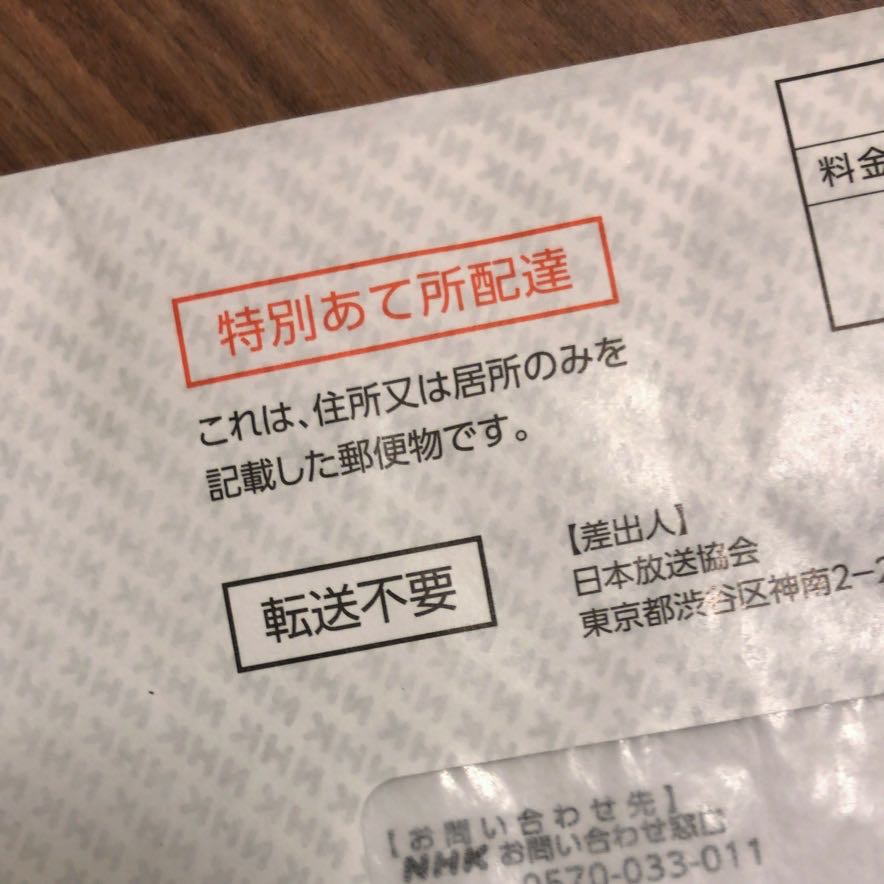 料金
特別あて所配達
これは、住所又は居所のみを
記載した郵便物です。
転送不要
【差出人】
日本放送協会
東京都渋谷区神南2−2
【お問い合わせ先】
NHK お問い合わせ窓口
0570-033-011